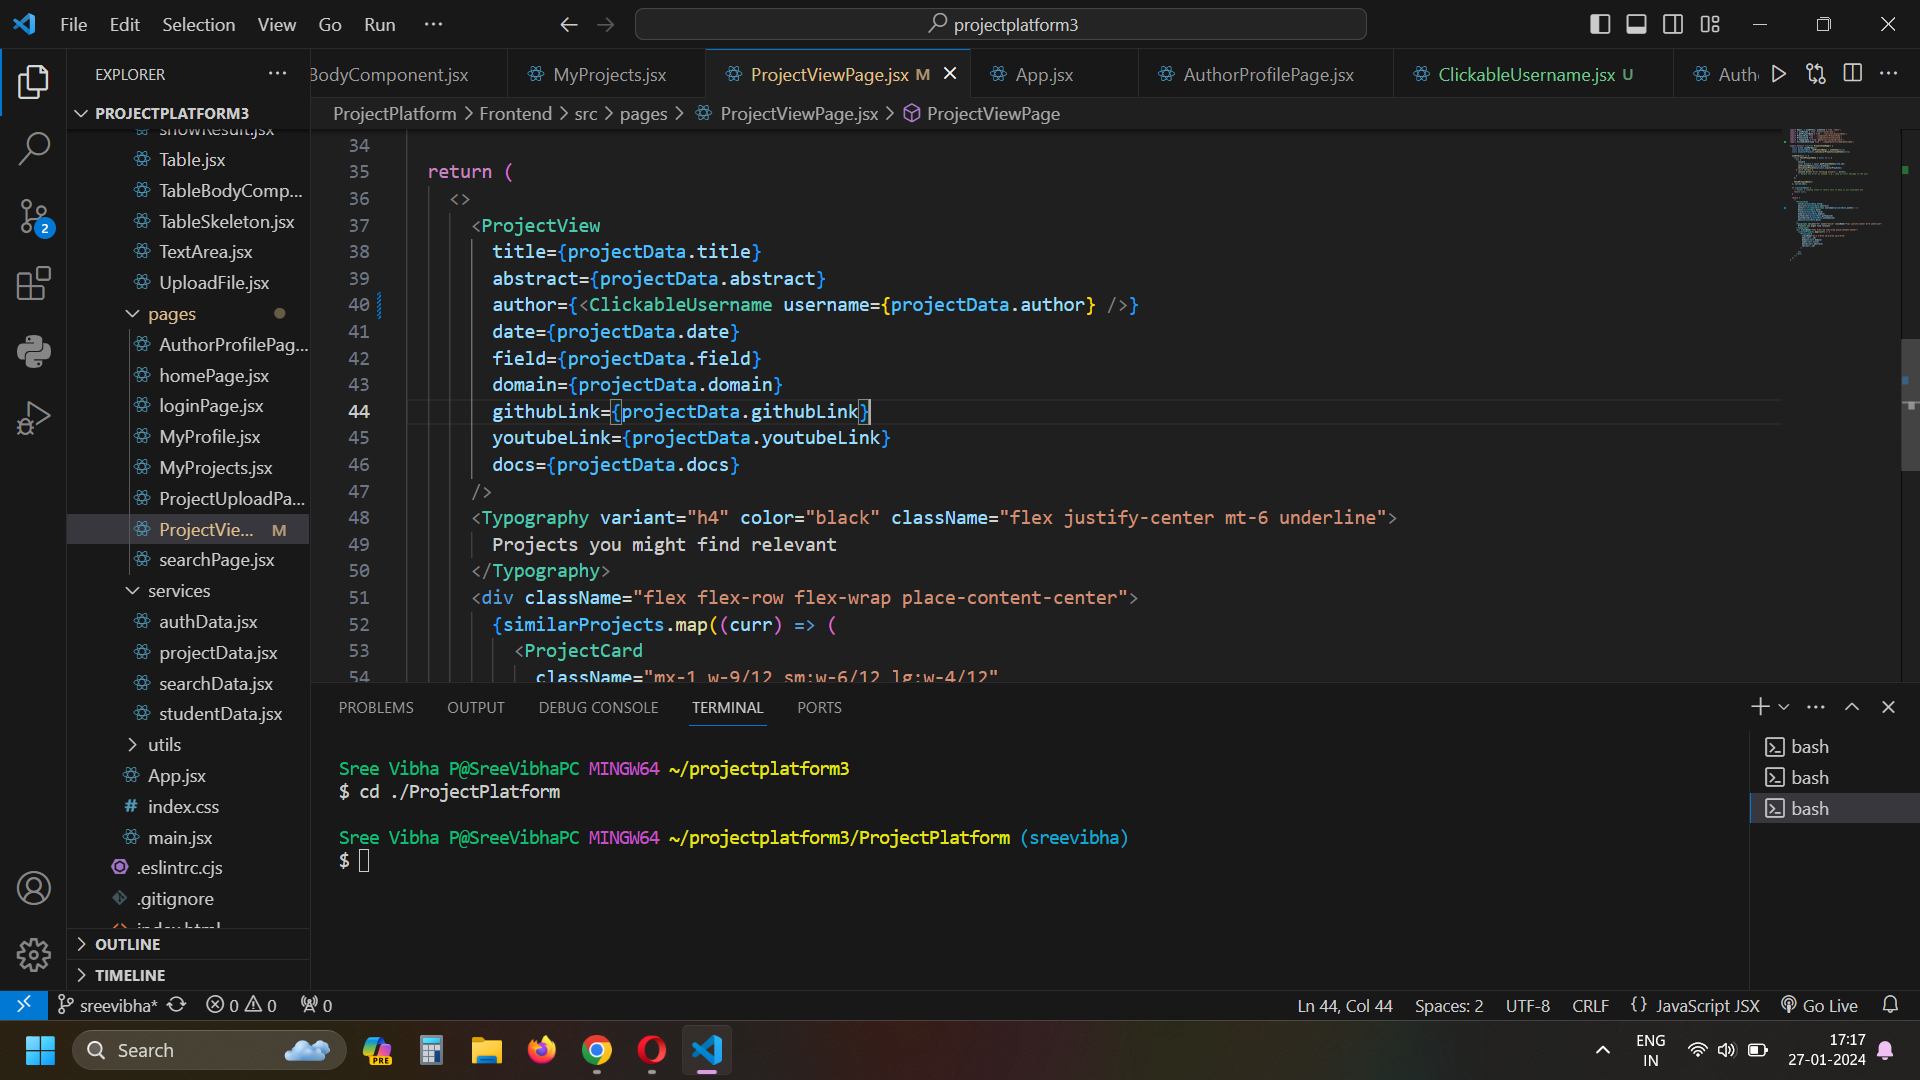 File Edit Selection View Go Run ···
projectplatform3
EXPLORER
BodyComponent.jsx MyProjects.jsx ProjectViewPage.jsx M App.jsx AuthorProfilePage.jsx ClickableUsername.jsx U Auth
PROJECTPLATFORM3
ProjectPlatform > Frontend > src > pages > ProjectViewPage.jsx > ProjectViewPage
showResult.jsx
Table.jsx
TableBodyComp...
TableSkeleton.jsx
TextArea.jsx
UploadFile.jsx
pages
AuthorProfilePag...
homePage.jsx
loginPage.jsx
MyProfile.jsx
MyProjects.jsx
ProjectUploadPa...
ProjectVie... M
searchPage.jsx
services
authData.jsx
projectData.jsx
searchData.jsx
studentData.jsx
utils
App.jsx
# index.css
main.jsx
.eslintrc.cjs
.gitignore
index.html
OUTLINE
TIMELINE
34
35 return (
36 <>
37 <ProjectView
38 title={projectData.title}
39 abstract={projectData.abstract}
40 author={<ClickableUsername username={projectData.author} />}
41 date={projectData.date}
42 field={projectData.field}
43 domain={projectData.domain}
44 githubLink={projectData.githubLink}
45 youtubeLink={projectData.youtubeLink}
46 docs={projectData.docs}
47 />
48 <Typography variant="h4" color="black" className="flex justify-center mt-6 underline">
49 Projects you might find relevant
50 </Typography>
51 <div className="flex flex-row flex-wrap place-content-center">
52 {similarProjects.map((curr) => (
53 <ProjectCard
54 className="mx-1 w-9/12 sm:w-6/12 lg:w-4/12"
PROBLEMS OUTPUT DEBUG CONSOLE TERMINAL PORTS
Sree Vibha P@SreeVibhaPC MINGW64 ~/projectplatform3
$ cd ./ProjectPlatform
Sree Vibha P@SreeVibhaPC MINGW64 ~/projectplatform3/ProjectPlatform (sreevibha)
$
bash
bash
bash
2
sreevibha* 0 0 0 Ln 44, Col 44 Spaces: 2 UTF-8 CRLF {} JavaScript JSX Go Live
Search
PRE
ENG
IN
17:17
27-01-2024